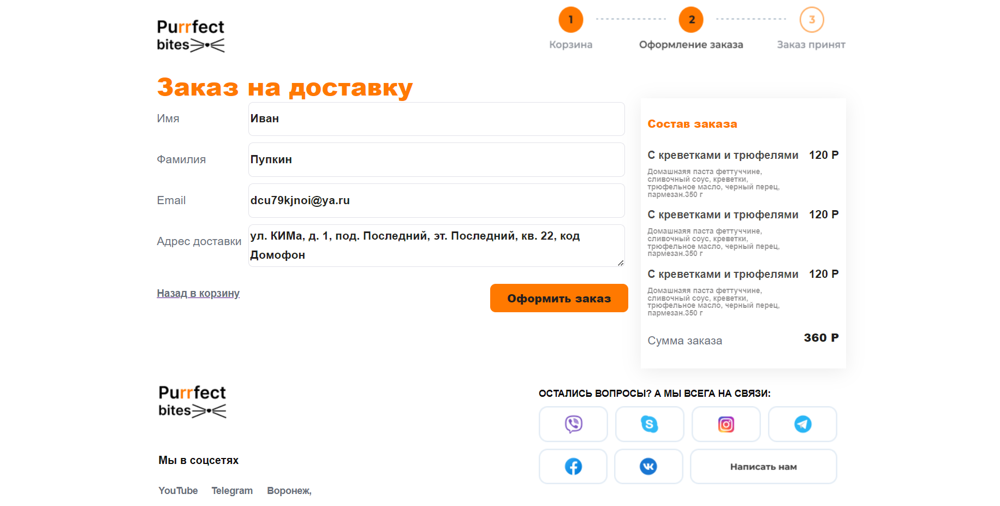 Purrfect
bites
1
2
3
Корзина
Оформление заказа
Заказ принят
Заказ на доставку
Имя
Иван
Фамилия
Пупкин
Email
dcu79kjnoi@ya.ru
Адрес доставки
ул. КИМа, д. 1, под. Последний, эт. Последний, кв. 22, код
Домофон
Назад в корзину
Оформить заказ
Состав заказа
С креветками и трюфелями 120 Р
Домашнаяя паста феттуччине,
сливочный соус, креветки,
трюфельное масло, черный перец,
пармезан.350 г
С креветками и трюфелями 120 Р
Домашнаяя паста феттуччине,
сливочный соус, креветки,
трюфельное масло, черный перец,
пармезан.350 г
С креветками и трюфелями 120 Р
Домашнаяя паста феттуччине,
сливочный соус, креветки,
трюфельное масло, черный перец,
пармезан.350 г
Сумма заказа 360 Р
Purrfect
bites
Мы в соцсетях
YouTube Telegram Воронеж,
ОСТАЛИСЬ ВОПРОСЫ? А МЫ ВСЕГА НА СВЯЗИ:
Написать нам